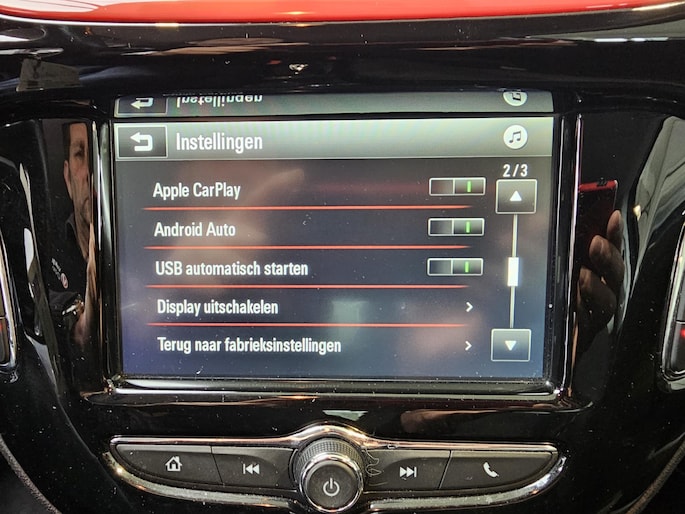 Instellingen
2/3
Apple CarPlay
Android Auto
USB automatisch starten
Display uitschakelen
Terug naar fabrieksinstellingen